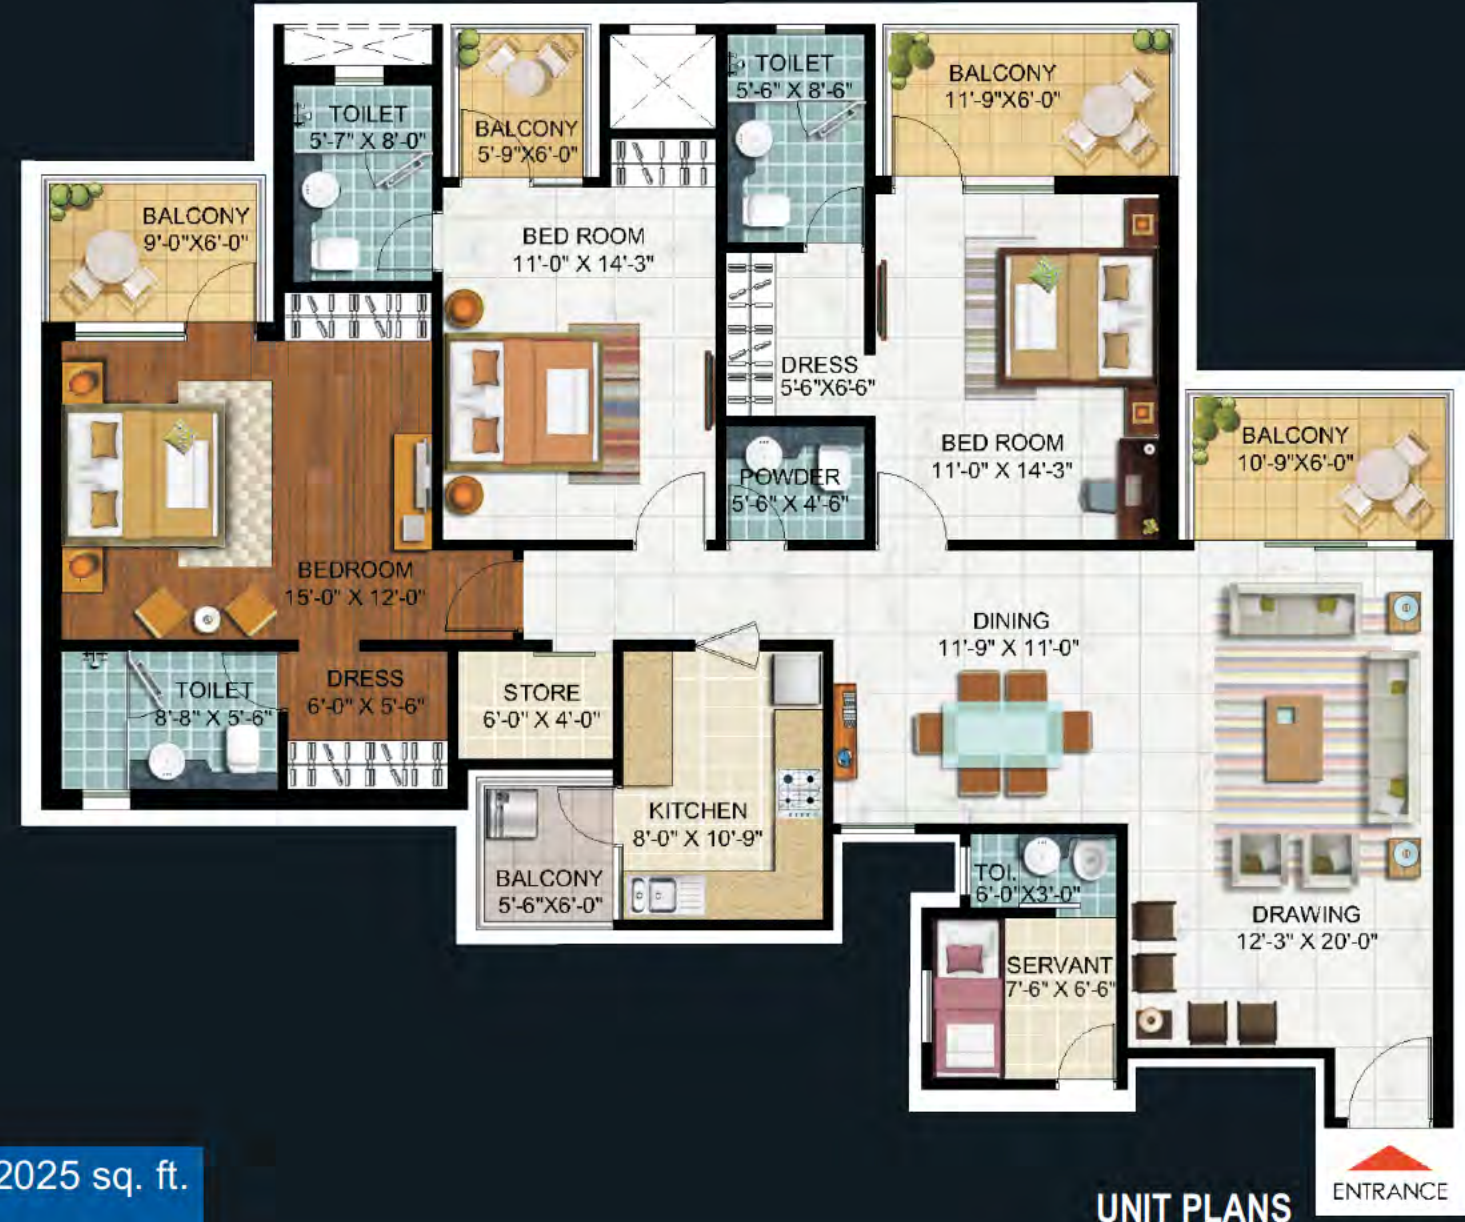 TOILET
5'-7" X 8'-0"
BALCONY
5'-9"X6'-0"
TOILET
5'-6" X 8'-6"
BALCONY
11'-9"X6'-0"
BALCONY
9'-0"X6'-0"
BED ROOM
11'-0" X 14'-3"
DRESS
5'-6"X6'-6"
BED ROOM
11'-0" X 14'-3"
BALCONY
10'-9"X6'-0"
POWDER
5'-6" X 4'-6"
BEDROOM
15'-0" X 12'-0"
DINING
11'-9" X 11'-0"
TOILET
8'-8" X 5'-6"
DRESS
6'-0" X 5'-6"
STORE
6'-0" X 4'-0"
KITCHEN
8'-0" X 10'-9"
BALCONY
5'-6"X6'-0"
TOI.
6'-0"X3'-0"
DRAWING
12'-3" X 20'-0"
SERVANT
7'-6" X 6'-6"
2025 sq. ft.
UNIT PLANS
ENTRANCE